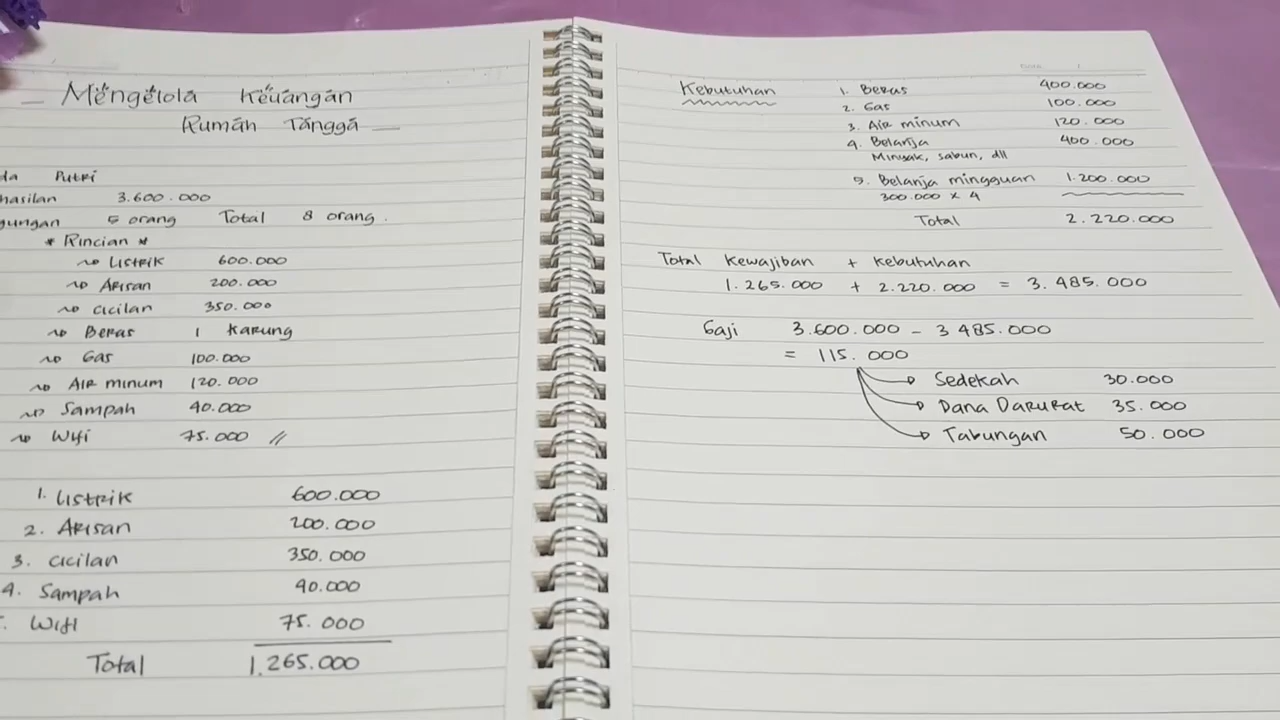 Mengelola Keuangan
Rumah Tangga
da Putri
hasilan 3.600.000
gungan 5 orang Total 8 orang.
* Rincian *
~ Listrik 600.000
~ Arisan 200.000
~ cicilan 350.000
~ Beras 1 Karung
~ Gas 100.000
~ Air minum 120.000
~ Sampah 40.000
~ Wifi 75.000 //
1. Listrik 600.000
2. Arisan 200.000
3. cicilan 350.000
4. Sampah 40.000
. Wifi 75.000
Total 1.265.000
Kebutuhan 1. Beras 400.000
2. Gas 100.000
3. Air minum 120.000
4. Belanja 400.000
Minyak, sabun, dll
5. Belanja mingguan 1.200.000
300.000 x 4
Total 2.220.000
Total Kewajiban + Kebutuhan
1.265.000 + 2.220.000 = 3.485.000
Gaji 3.600.000 - 3 485.000
= 115.000
→ Sedekah 30.000
→ Dana Darurat 35.000
→ Tabungan 50.000